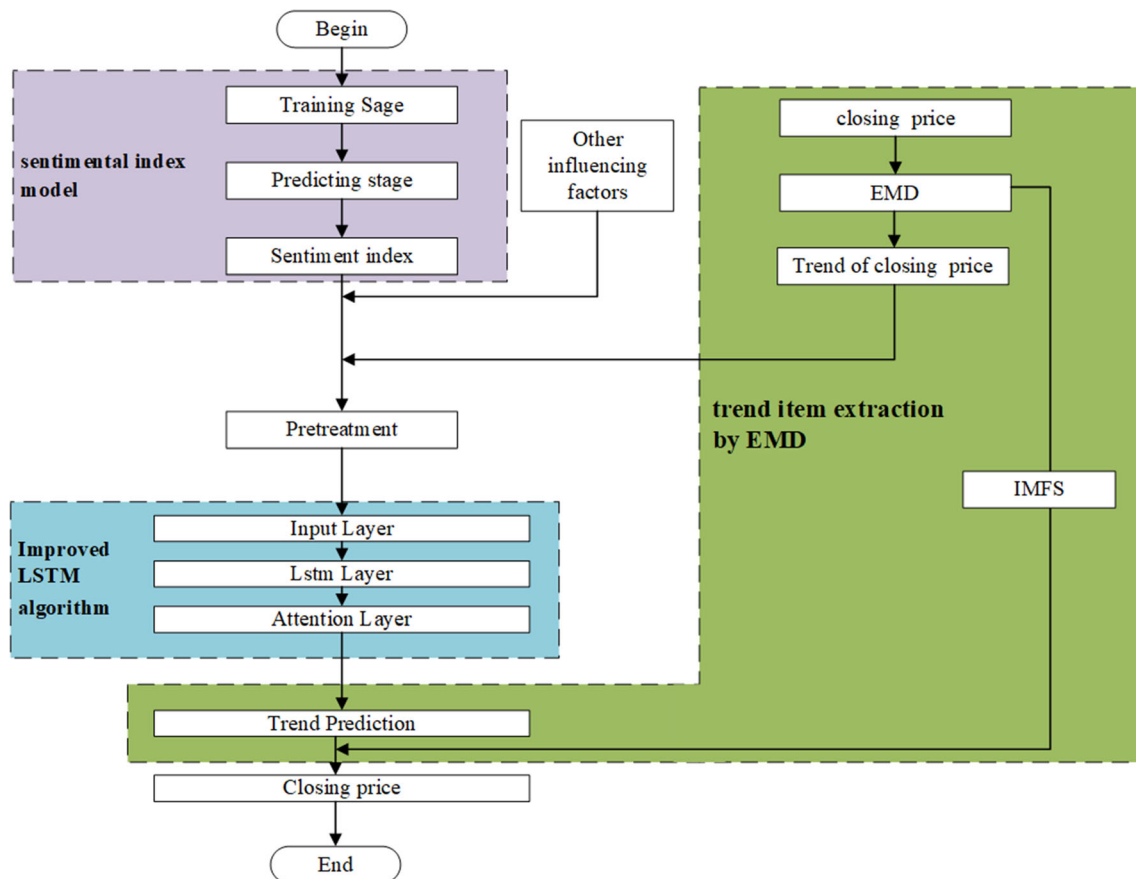 Begin
Training Sage
sentimental index
model
Predicting stage
Sentiment index
Other
influencing
factors
closing price
EMD
Trend of closing price
trend item extraction
by EMD
IMFS
Pretreatment
Improved
LSTM
algorithm
Input Layer
Lstm Layer
Attention Layer
Trend Prediction
Closing price
End